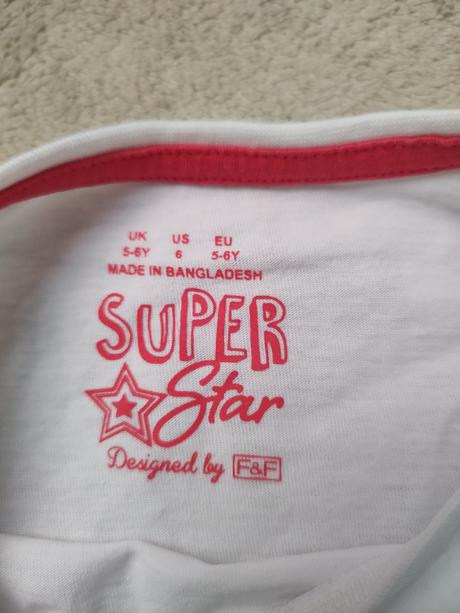 UK US EU
5-6Y 6 5-6Y
MADE IN BANGLADESH
SUPER
Star
Designed by F&F